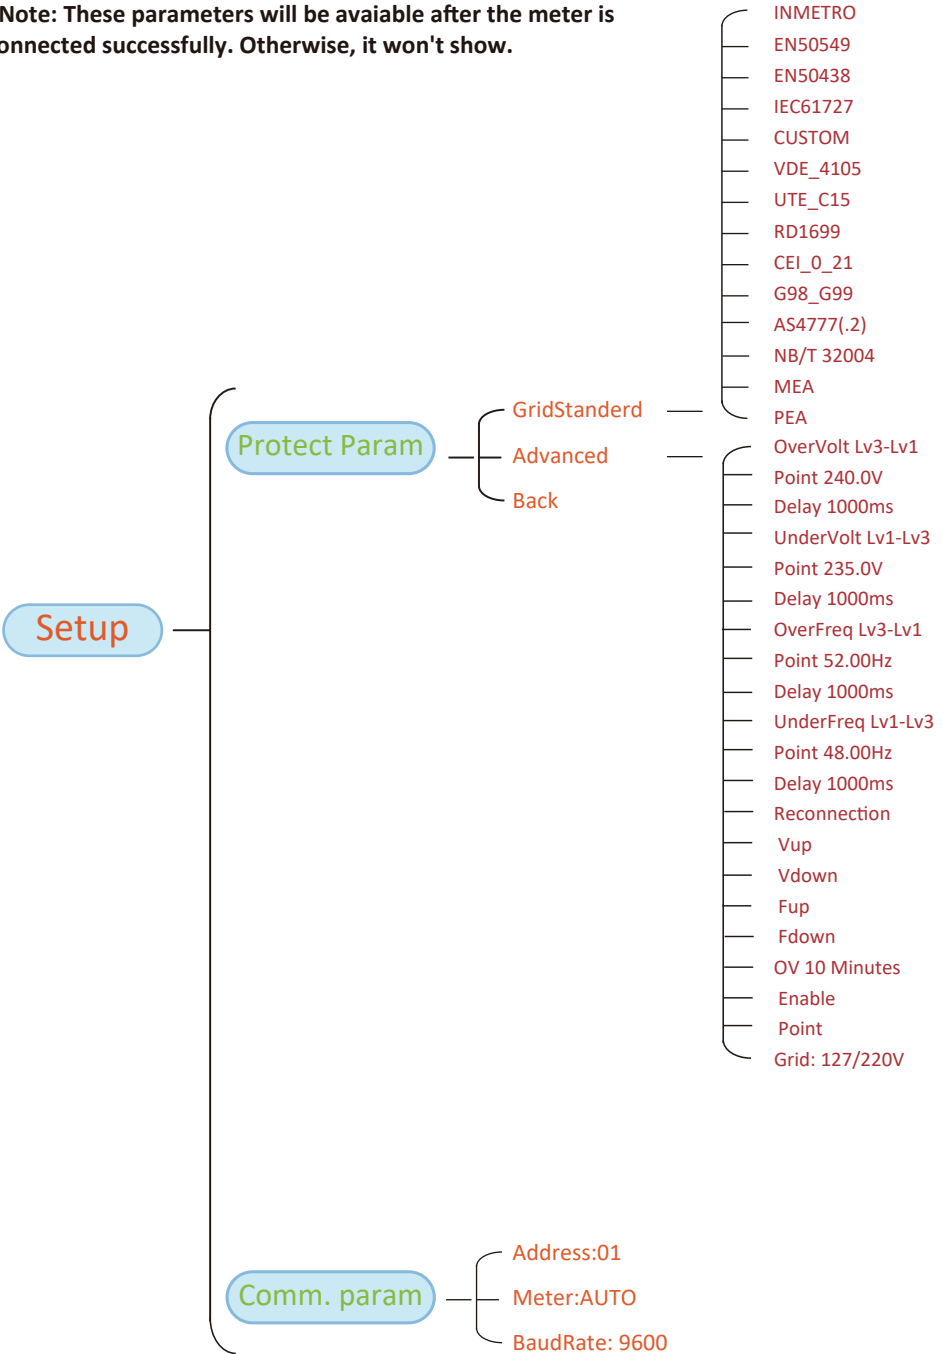 Note: These parameters will be avaiable after the meter is
onnected successfully. Otherwise, it won't show.
Setup
Protect Param
GridStanderd
INMETRO
EN50549
EN50438
IEC61727
CUSTOM
VDE_4105
UTE_C15
RD1699
CEI_0_21
G98_G99
AS4777(.2)
NB/T 32004
MEA
PEA
Advanced
OverVolt Lv3-Lv1
Point 240.0V
Delay 1000ms
UnderVolt Lv1-Lv3
Point 235.0V
Delay 1000ms
OverFreq Lv3-Lv1
Point 52.00Hz
Delay 1000ms
UnderFreq Lv1-Lv3
Point 48.00Hz
Delay 1000ms
Reconnection
Vup
Vdown
Fup
Fdown
OV 10 Minutes
Enable
Point
Grid: 127/220V
Back
Comm. param
Address:01
Meter:AUTO
BaudRate: 9600